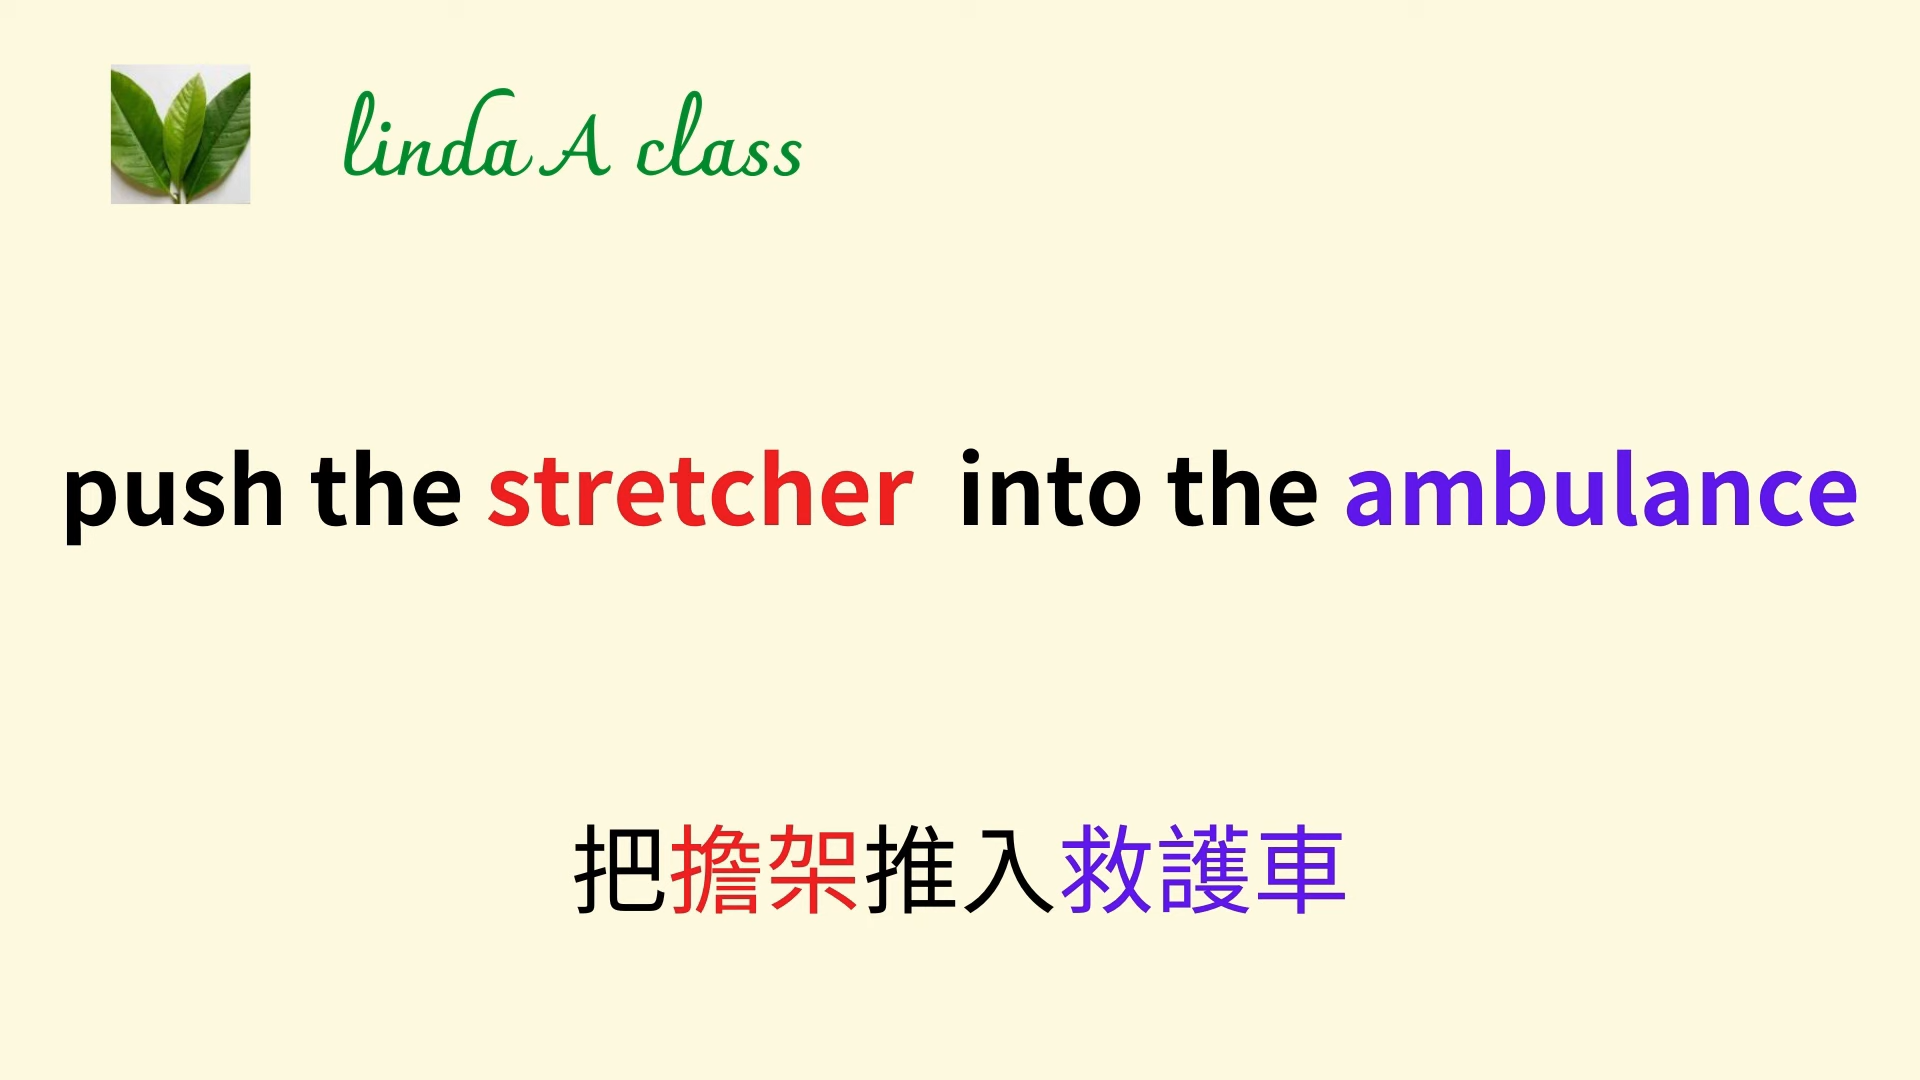 linda A class
push the stretcher  into the ambulance
把擔架推入救護車